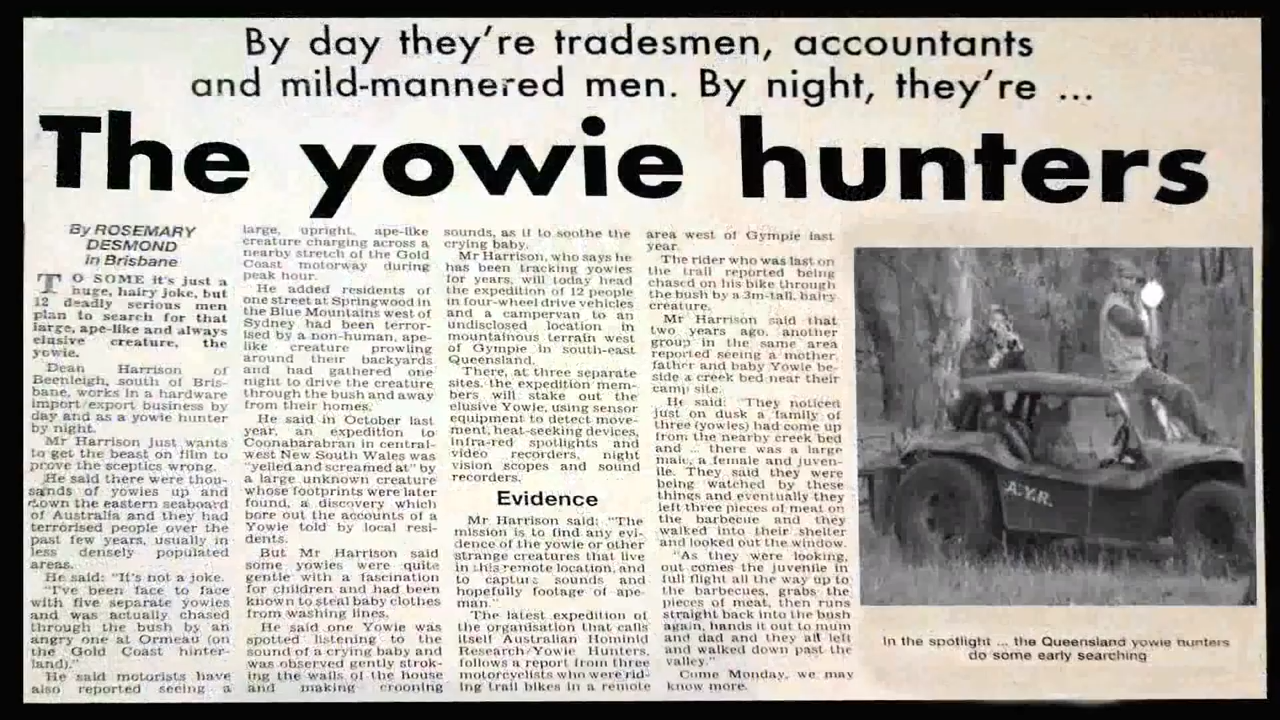 By day they're tradesmen, accountants
and mild-mannered men. By night, they're ...
The yowie hunters
By ROSEMARY
DESMOND
in Brisbane
TO SOME it's just a
huge, hairy joke, but
12 deadly serious men
plan to search for that
large, ape-like and always
elusive creature, the
yowie.
Dean Harrison of
Beenleigh, south of Bris-
bane, works in a hardware
import/export business by
day and as a yowie hunter
by night.
Mr Harrison just wants
to get the beast on film to
prove the sceptics wrong.
He said there were thou-
sands of yowies up and
down the eastern seaboard
of Australia and they had
terrorised people over the
past few years, usually in
less densely populated
areas.
He said: "It's not a joke.
"I've been face to face
with five separate yowies
and was actually chased
through the bush by an
angry one at Ormeau (on
the Gold Coast hinter-
land)."
He said motorists have
also reported seeing a
large, upright, ape-like
creature charging across a
nearby stretch of the Gold
Coast motorway during
peak hour.
He added residents of
one street at Springwood in
the Blue Mountains west of
Sydney had been terror-
ised by a non-human, ape-
like creature prowling
around their backyards
and had gathered one
night to drive the creature
through the bush and away
from their homes.
He said in October last
year, an expedition to
Coonabarabran in central-
west New South Wales was
"yelled and screamed at" by
a large unknown creature
whose footprints were later
found, a discovery which
bore out the accounts of a
Yowie told by local resi-
dents.
But Mr Harrison said
some yowies were quite
gentle with a fascination
for children and had been
known to steal baby clothes
from washing lines.
He said one Yowie was
spotted listening to the
sound of a crying baby and
was observed gently strok-
ing the walls of the house
and making crooning
sounds, as if to soothe the
crying baby.
Mr Harrison, who says he
has been tracking yowies
for years, will today head
the expedition of 12 people
in four-wheel drive vehicles
and a campervan to an
undisclosed location in
mountainous terrain west
of Gympie in south-east
Queensland.
There, at three separate
sites, the expedition mem-
bers will stake out the
elusive Yowie, using sensor
equipment to detect move-
ment, heat-seeking devices,
infra-red spotlights and
video recorders, night
vision scopes and sound
recorders.
Evidence
Mr Harrison said: "The
mission is to find any evi-
dence of the yowie or other
strange creatures that live
in this remote location, and
to capture sounds and
hopefully footage of ape-
man."
The latest expedition of
the organisation that calls
itself Australian Hominid
Research/Yowie Hunters,
follows a report from three
motorcyclists who were rid-
ing trail bikes in a remote
area west of Gympie last
year.
The rider who was last on
the trail reported being
chased on his bike through
the bush by a 3m-tall, hairy
creature.
Mr Harrison said that
two years ago, another
group in the same area
reported seeing a mother,
father and baby Yowie be-
side a creek bed near their
camp site.
He said: "They noticed
just on dusk a family of
three (yowies) had come up
from the nearby creek bed
and ... there was a large
male, a female and juven-
ile. They said they were
being watched by these
things and eventually they
left three pieces of meat on
the barbecue and they
walked into their shelter
and looked out the window.
"As they were looking,
out comes the juvenile in
full flight all the way up to
the barbecues, grabs the
pieces of meat, then runs
straight back into the bush
again, hands it out to mum
and dad and they all left
and walked down past the
valley."
Come Monday, we may
know more.
A.Y.R.
In the spotlight ... the Queensland yowie hunters
do some early searching